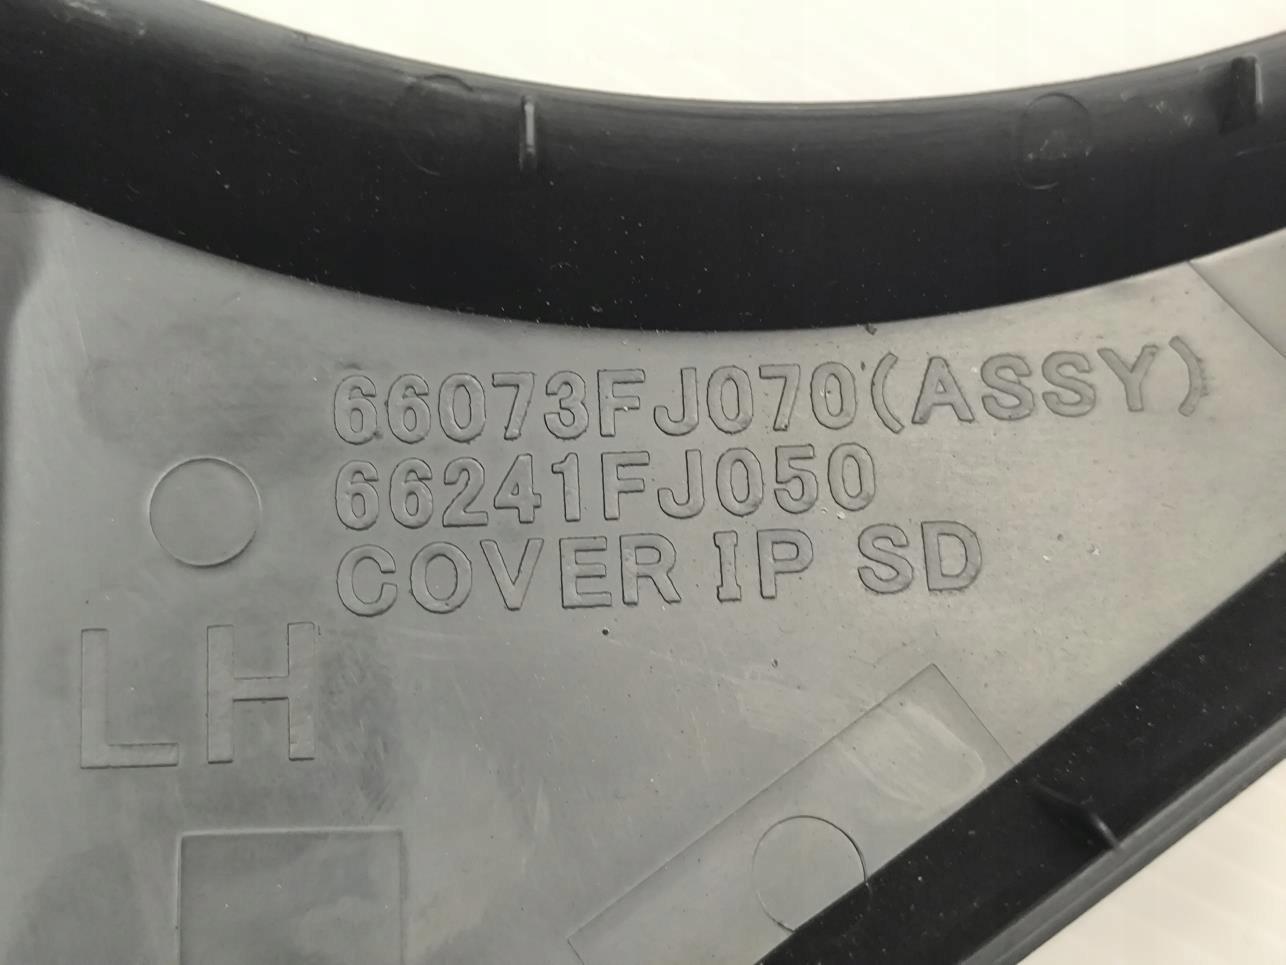 66073FJ070(ASSY)
66241FJ050
COVER IP SD
LH